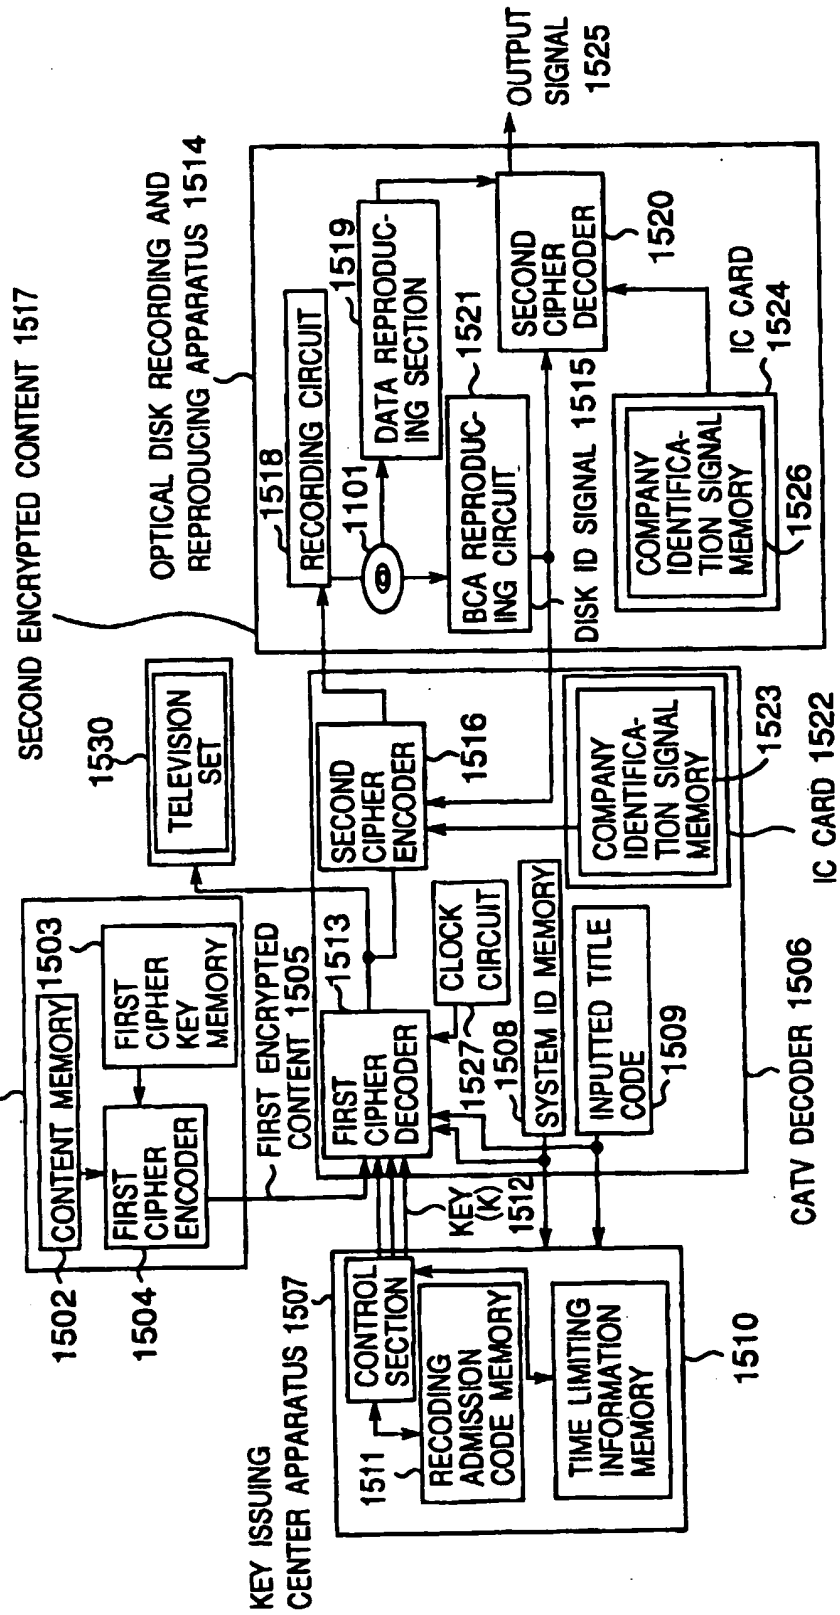 SECOND ENCRYPTED CONTENT 1517
OPTICAL DISK RECORDING AND
REPRODUCING APPARATUS 1514
1502
CONTENT MEMORY
1503
FIRST
CIPHER
KEY
MEMORY
FIRST
CIPHER
ENCODER
1504
FIRST ENCRYPTED
CONTENT 1505
1530
TELEVISION
SET
KEY ISSUING
CENTER APPARATUS 1507
CONTROL
SECTION
1511
RECODING
ADMISSION
CODE MEMORY
TIME LIMITING
INFORMATION
MEMORY
1510
KEY
(K)
1512
1513
FIRST
CIPHER
DECODER
CLOCK
CIRCUIT
1527
1508
SYSTEM ID MEMORY
INPUTTED TITLE
CODE
1509
SECOND
CIPHER
ENCODER
1516
COMPANY
IDENTIFICA-
TION SIGNAL
MEMORY
1523
IC CARD 1522
CATV DECODER 1506
1518
RECORDING CIRCUIT
1101
1519
DATA REPRODUC-
ING SECTION
1521
BCA REPRODUC-
ING CIRCUIT
DISK ID SIGNAL 1515
SECOND
CIPHER
DECODER
1520
OUTPUT
SIGNAL
1525
IC CARD
1524
COMPANY
IDENTIFICA-
TION SIGNAL
MEMORY
1526